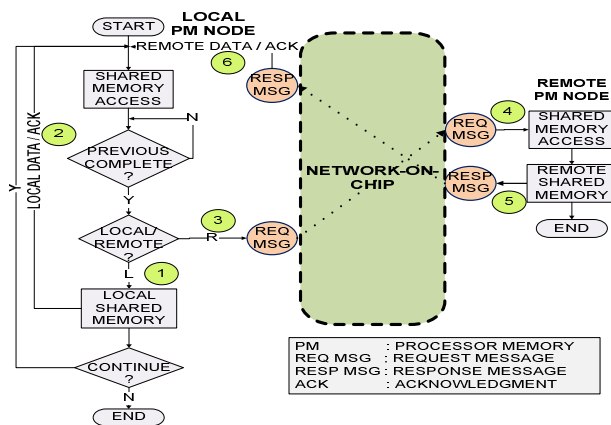 LOCAL
PM NODE
START
REMOTE DATA / ACK
6
RESP
MSG
SHARED
MEMORY
ACCESS
N
2
PREVIOUS
COMPLETE
?
Y
LOCAL DATA / ACK
Y
LOCAL/
REMOTE
?
3
R
REQ
MSG
L
1
LOCAL
SHARED
MEMORY
CONTINUE
?
N
END
NETWORK-ON-
CHIP
REMOTE
PM NODE
REQ
MSG
4
SHARED
MEMORY
ACCESS
RESP
MSG
5
REMOTE
SHARED
MEMORY
END
PM : PROCESSOR MEMORY
REQ MSG : REQUEST MESSAGE
RESP MSG : RESPONSE MESSAGE
ACK : ACKNOWLEDGMENT